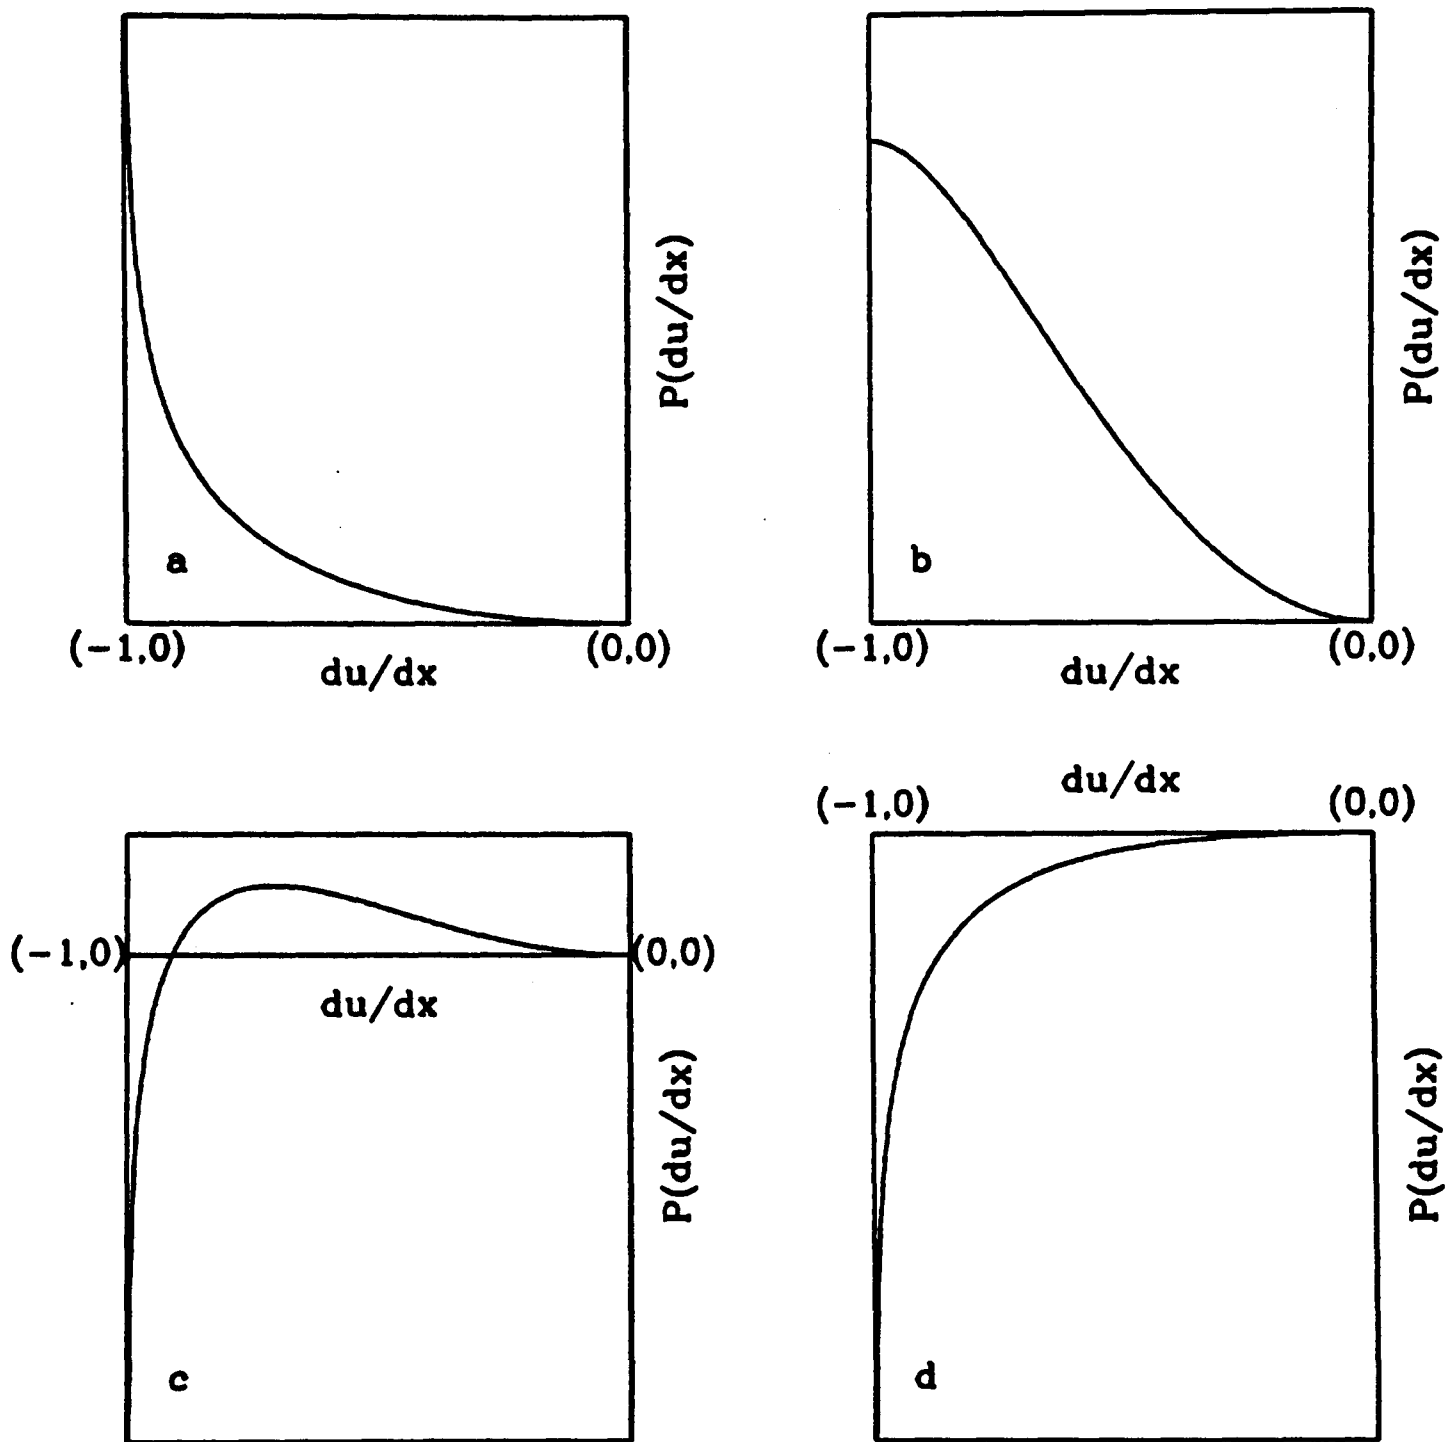 P(du/dx)
a
(-1,0)
(0,0)
du/dx
P(du/dx)
b
(-1,0)
(0,0)
du/dx
(-1,0)
(0,0)
du/dx
P(du/dx)
c
du/dx
(-1,0)
(0,0)
P(du/dx)
d